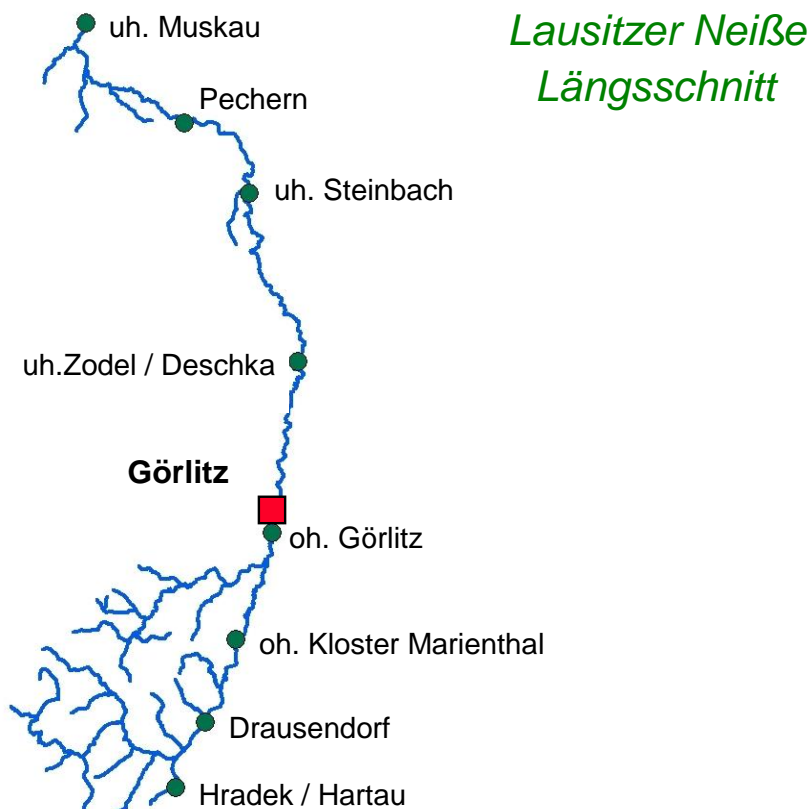 Lausitzer Neiße
Längsschnitt
uh. Muskau
Pechern
uh. Steinbach
uh.Zodel / Deschka
Görlitz
oh. Görlitz
oh. Kloster Marienthal
Drausendorf
Hradek / Hartau